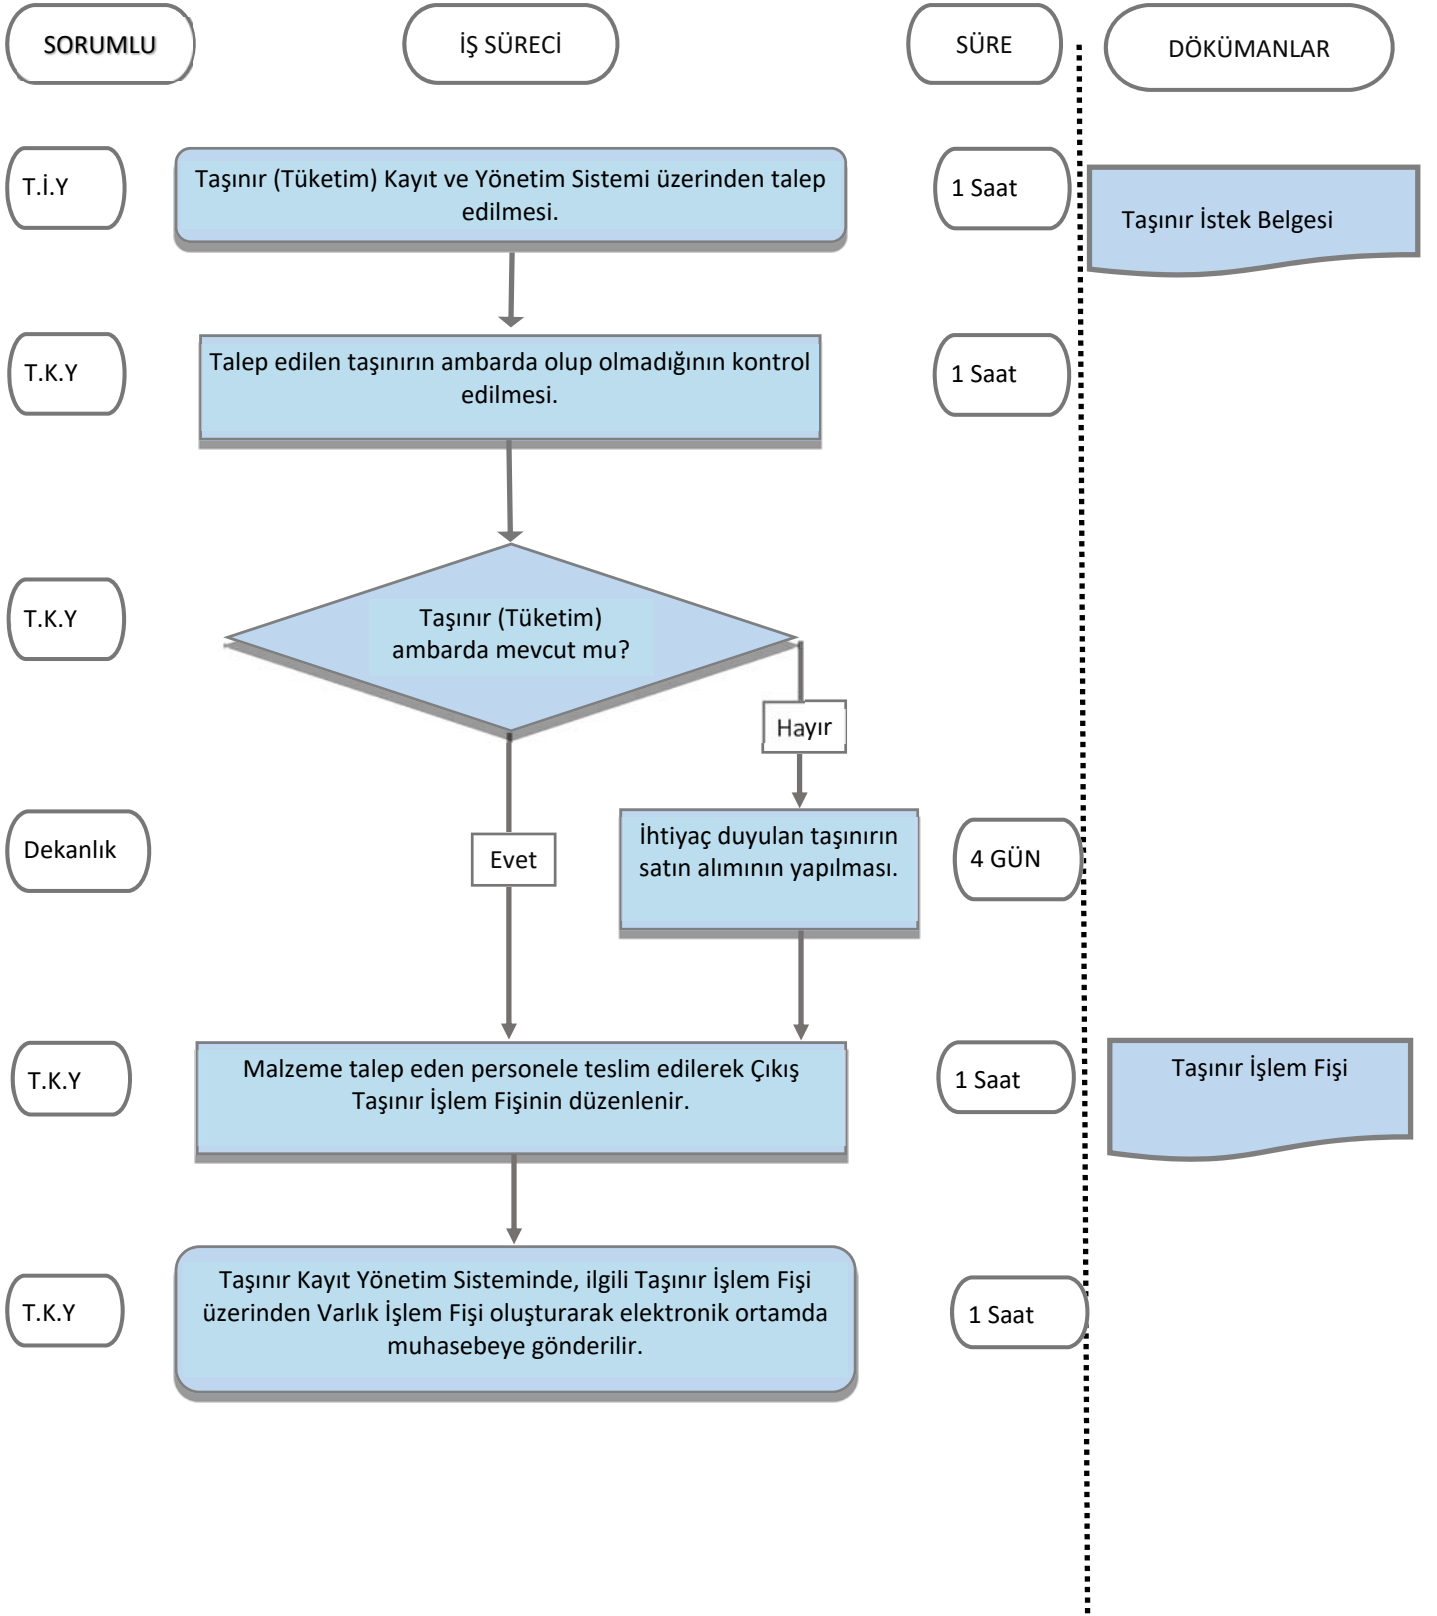 SORUMLU
İŞ SÜRECİ
SÜRE
DÖKÜMANLAR
T.İ.Y
Taşınır (Tüketim) Kayıt ve Yönetim Sistemi üzerinden talep
edilmesi.
1 Saat
Taşınır İstek Belgesi
T.K.Y
Talep edilen taşınırın ambarda olup olmadığının kontrol
edilmesi.
1 Saat
T.K.Y
Taşınır (Tüketim)
ambarda mevcut mu?
Hayır
Dekanlık
Evet
İhtiyaç duyulan taşınırın
satın alımının yapılması.
4 GÜN
T.K.Y
Malzeme talep eden personele teslim edilerek Çıkış
Taşınır İşlem Fişinin düzenlenir.
1 Saat
Taşınır İşlem Fişi
T.K.Y
Taşınır Kayıt Yönetim Sisteminde, ilgili Taşınır İşlem Fişi
üzerinden Varlık İşlem Fişi oluşturarak elektronik ortamda
muhasebeye gönderilir.
1 Saat